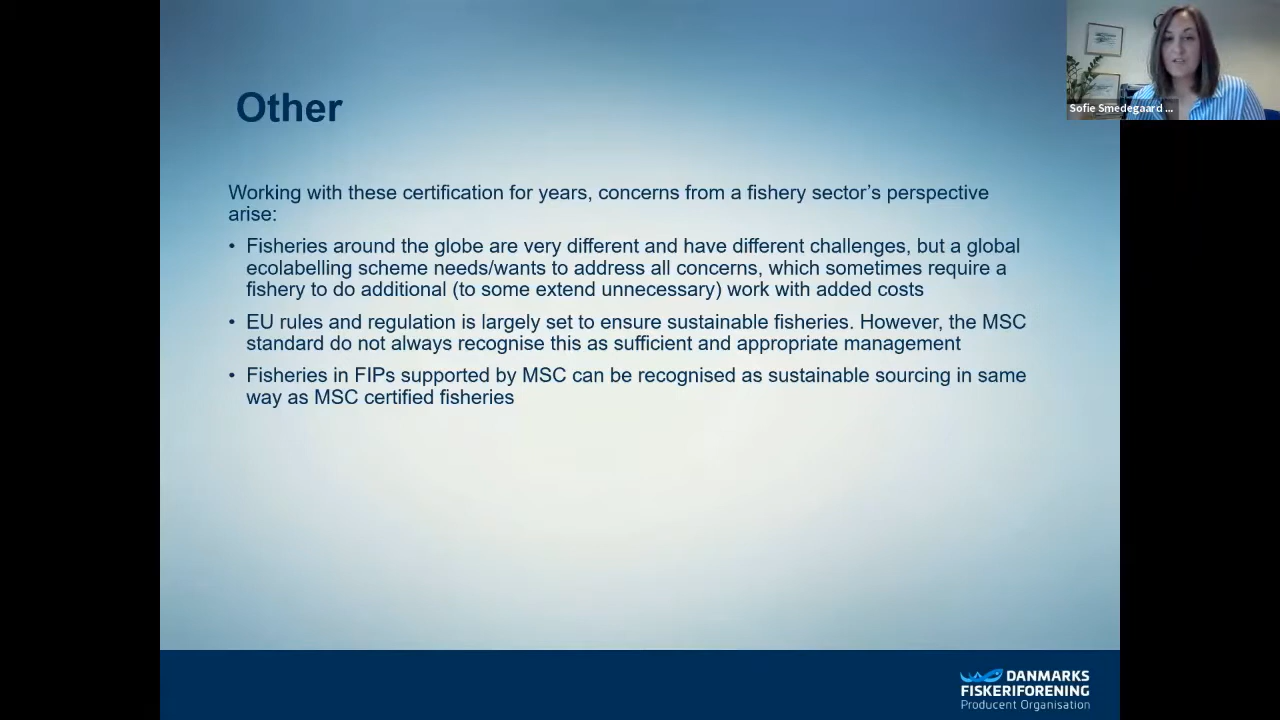 Other
Working with these certification for years, concerns from a fishery sector's perspective
arise:
• Fisheries around the globe are very different and have different challenges, but a global
ecolabelling scheme needs/wants to address all concerns, which sometimes require a
fishery to do additional (to some extend unnecessary) work with added costs
• EU rules and regulation is largely set to ensure sustainable fisheries. However, the MSC
standard do not always recognise this as sufficient and appropriate management
• Fisheries in FIPs supported by MSC can be recognised as sustainable sourcing in same
way as MSC certified fisheries
Sofie Smedegaard ...
DANMARKS
FISKERIFORENING
Producent Organisation